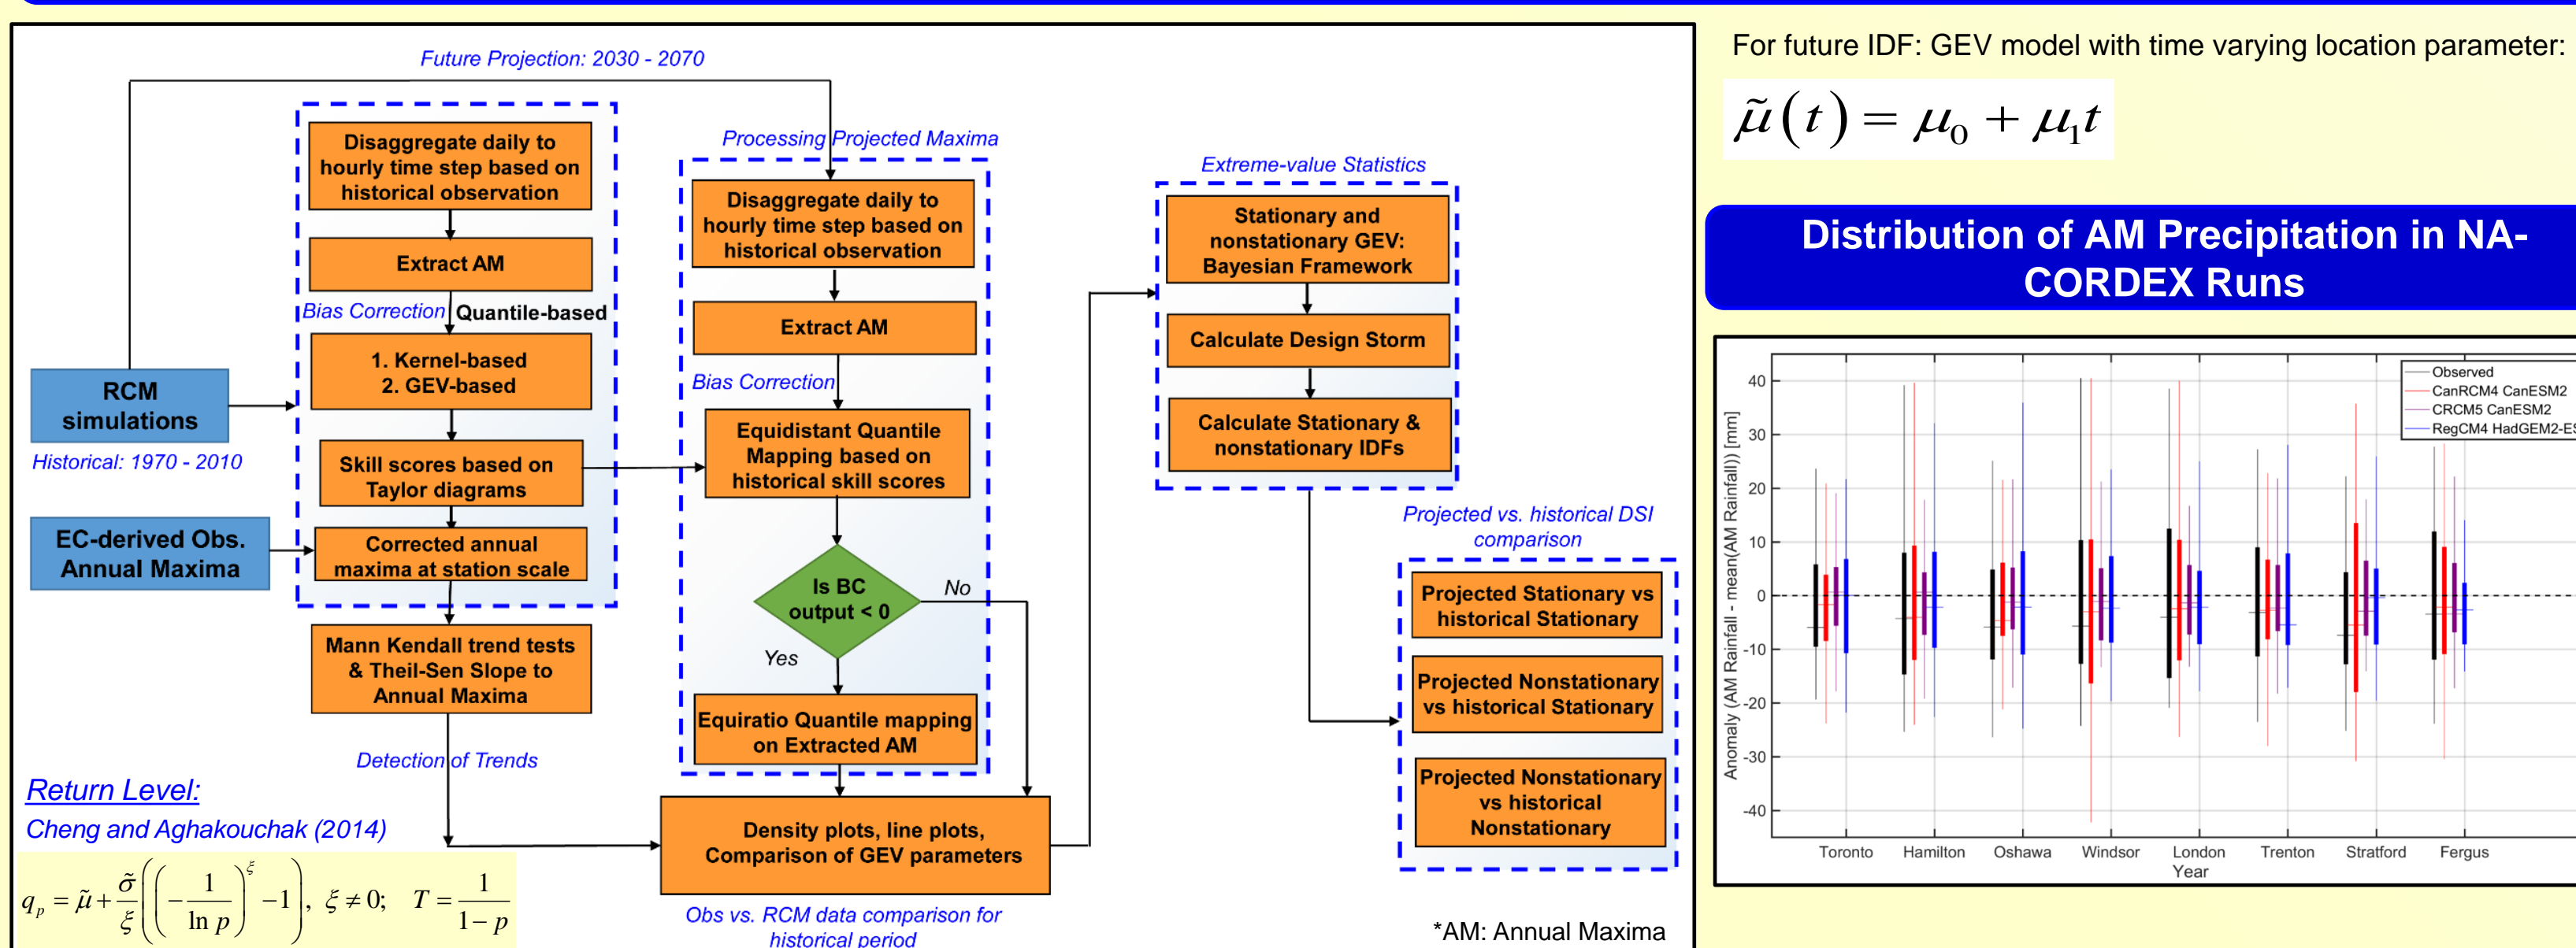 Future Projection: 2030 - 2070
Disaggregate daily to
hourly time step based on
historical observation
Extract AM
Bias Correction
Quantile-based
1. Kernel-based
2. GEV-based
RCM
simulations
Historical: 1970 - 2010
Skill scores based on
Taylor diagrams
EC-derived Obs.
Annual Maxima
Corrected annual
maxima at station scale
Mann Kendall trend tests
& Theil-Sen Slope to
Annual Maxima
Detection of Trends
Return Level:
Cheng and Aghakouchak (2014)
q_p = μ̃ + σ̃/ξ ((−1/ln p)^ξ −1), ξ ≠ 0; T = 1/(1− p)
Processing Projected Maxima
Disaggregate daily to
hourly time step based on
historical observation
Extract AM
Bias Correction
Equidistant Quantile
Mapping based on
historical skill scores
Is BC
output < 0
No
Yes
Equiratio Quantile mapping
on Extracted AM
Density plots, line plots,
Comparison of GEV parameters
Obs vs. RCM data comparison for
historical period
Extreme-value Statistics
Stationary and
nonstationary GEV:
Bayesian Framework
Calculate Design Storm
Calculate Stationary &
nonstationary IDFs
Projected vs. historical DSI
comparison
Projected Stationary vs
historical Stationary
Projected Nonstationary
vs historical Stationary
Projected Nonstationary
vs historical
Nonstationary
*AM: Annual Maxima
For future IDF: GEV model with time varying location parameter:
μ̃(t) = μ₀ + μ₁t
Distribution of AM Precipitation in NA-
CORDEX Runs
Anomaly (AM Rainfall - mean(AM Rainfall)) [mm]
40
30
20
10
0
-10
-20
-30
-40
Observed
CanRCM4 CanESM2
CRCM5 CanESM2
RegCM4 HadGEM2-ES
Toronto Hamilton Oshawa Windsor London Trenton Stratford Fergus
Year